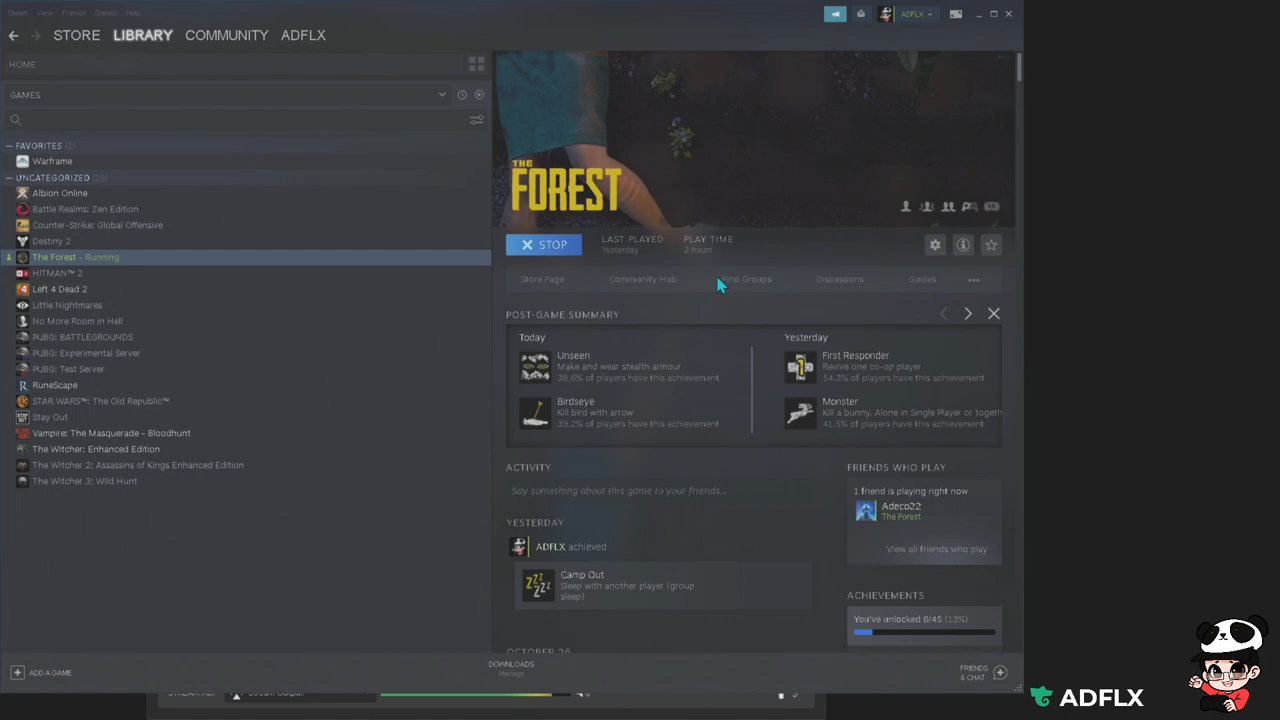 Steam View Friends Games Help
ADFLX
STORE LIBRARY COMMUNITY ADFLX
HOME
GAMES
FAVORITES (1)
Warframe
UNCATEGORIZED (19)
Albion Online
Battle Realms: Zen Edition
Counter-Strike: Global Offensive
Destiny 2
The Forest - Running
HITMAN™ 2
Left 4 Dead 2
Little Nightmares
No More Room in Hell
PUBG: BATTLEGROUNDS
PUBG: Experimental Server
PUBG: Test Server
RuneScape
STAR WARS™: The Old Republic™
Stay Out
Vampire: The Masquerade - Bloodhunt
The Witcher: Enhanced Edition
The Witcher 2: Assassins of Kings Enhanced Edition
The Witcher 3: Wild Hunt
ADD A GAME
THE
FOREST
STOP
LAST PLAYED
Yesterday
PLAY TIME
2 hours
Store Page Community Hub Find Groups Discussions Guides
POST-GAME SUMMARY
Today
Unseen
Make and wear stealth armour
38.6% of players have this achievement
Birdseye
Kill bird with arrow
39.2% of players have this achievement
Yesterday
First Responder
Revive one co-op player
54.3% of players have this achievement
Monster
Kill a bunny. Alone in Single Player or togeth
41.5% of players have this achievement
ACTIVITY
Say something about this game to your friends...
YESTERDAY
ADFLX achieved
Camp Out
Sleep with another player (group
sleep)
FRIENDS WHO PLAY
1 friend is playing right now
Adeco22
The Forest
View all friends who play
ACHIEVEMENTS
You've unlocked 6/45 (13%)
DOWNLOADS
Manage
FRIENDS
& CHAT
ADFLX